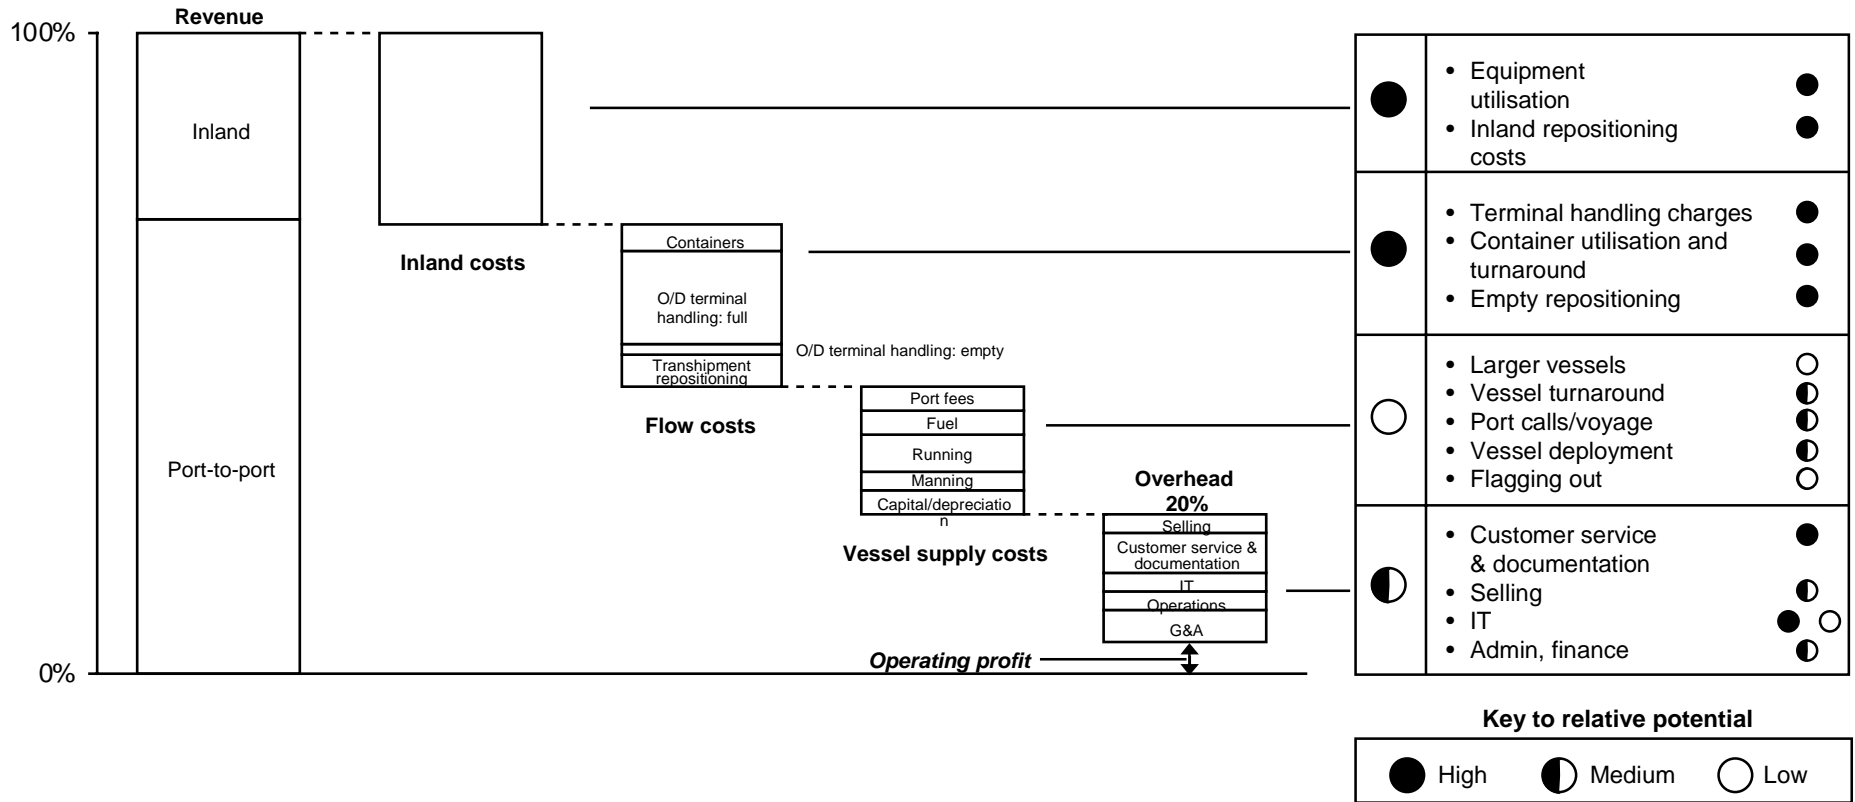 Revenue
100%
Inland
Port-to-port
0%
Inland costs
Containers
O/D terminal
handling: full
O/D terminal handling: empty
Transhipment
repositioning
Flow costs
Port fees
Fuel
Running
Manning
Capital/depreciatio
n
Vessel supply costs
Overhead
20%
Selling
Customer service &
documentation
IT
Operations
G&A
Operating profit
• Equipment
utilisation
• Inland repositioning
costs
• Terminal handling charges
• Container utilisation and
turnaround
• Empty repositioning
• Larger vessels
• Vessel turnaround
• Port calls/voyage
• Vessel deployment
• Flagging out
• Customer service
& documentation
• Selling
• IT
• Admin, finance
Key to relative potential
High Medium Low